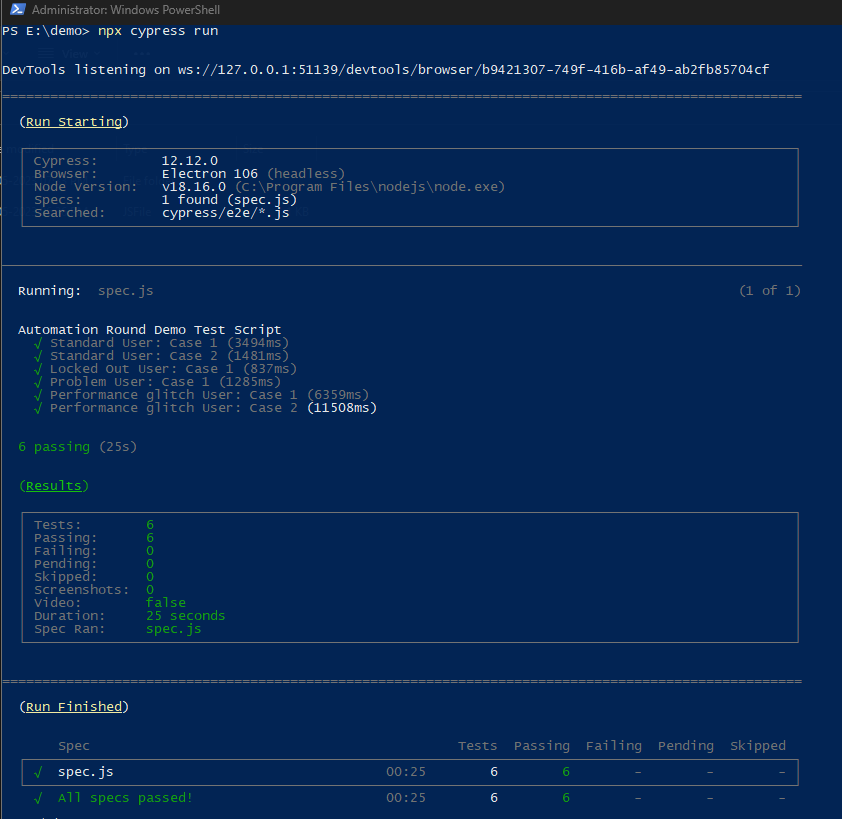 Administrator: Windows PowerShell
PS E:\demo> npx cypress run
DevTools listening on ws://127.0.0.1:51139/devtools/browser/b9421307-749f-416b-af49-ab2fb85704cf
(Run Starting)
Cypress: 12.12.0
Browser: Electron 106 (headless)
Node Version: v18.16.0 (C:\Program Files\nodejs\node.exe)
Specs: 1 found (spec.js)
Searched: cypress/e2e/*.js
Running: spec.js (1 of 1)
Automation Round Demo Test Script
√ Standard User: Case 1 (3494ms)
√ Standard User: Case 2 (1481ms)
√ Locked Out User: Case 1 (837ms)
√ Problem User: Case 1 (1285ms)
√ Performance glitch User: Case 1 (6359ms)
√ Performance glitch User: Case 2 (11508ms)
6 passing (25s)
(Results)
Tests: 6
Passing: 6
Failing: 0
Pending: 0
Skipped: 0
Screenshots: 0
Video: false
Duration: 25 seconds
Spec Ran: spec.js
(Run Finished)
Spec Tests Passing Failing Pending Skipped
√ spec.js 00:25 6 6 - - -
√ All specs passed! 00:25 6 6 - - -